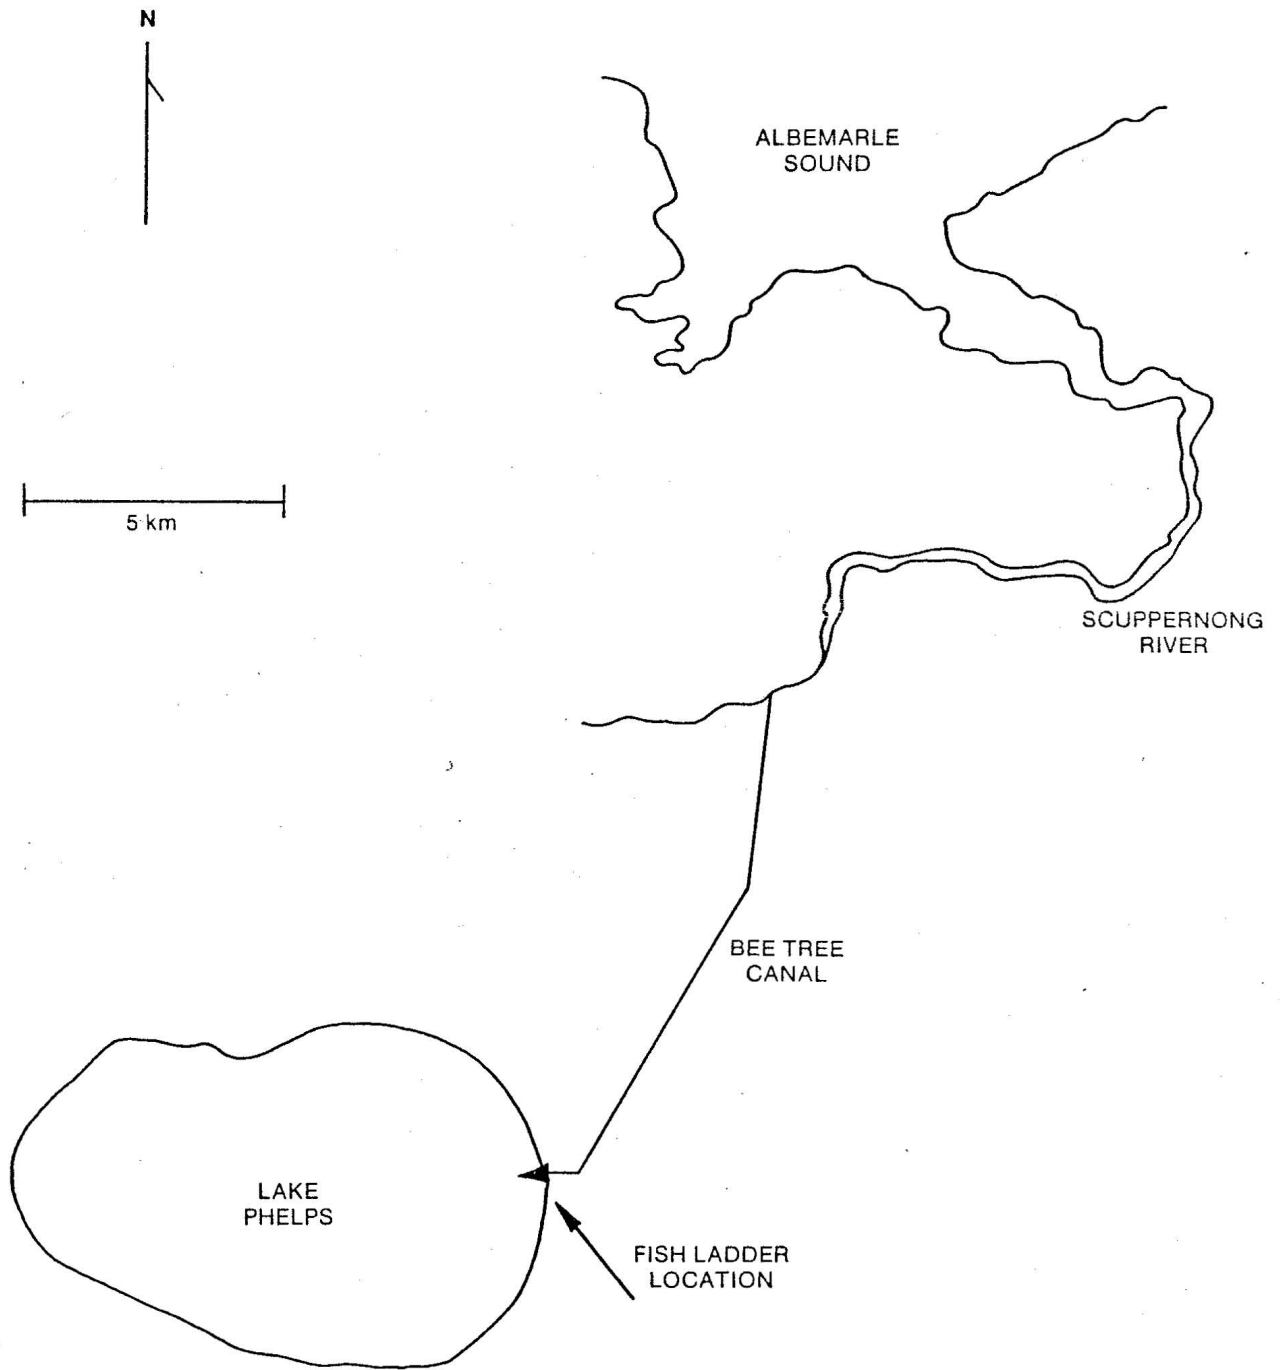 N
ALBEMARLE
SOUND
5 km
SCUPPERNONG
RIVER
BEE TREE
CANAL
LAKE
PHELPS
FISH LADDER
LOCATION